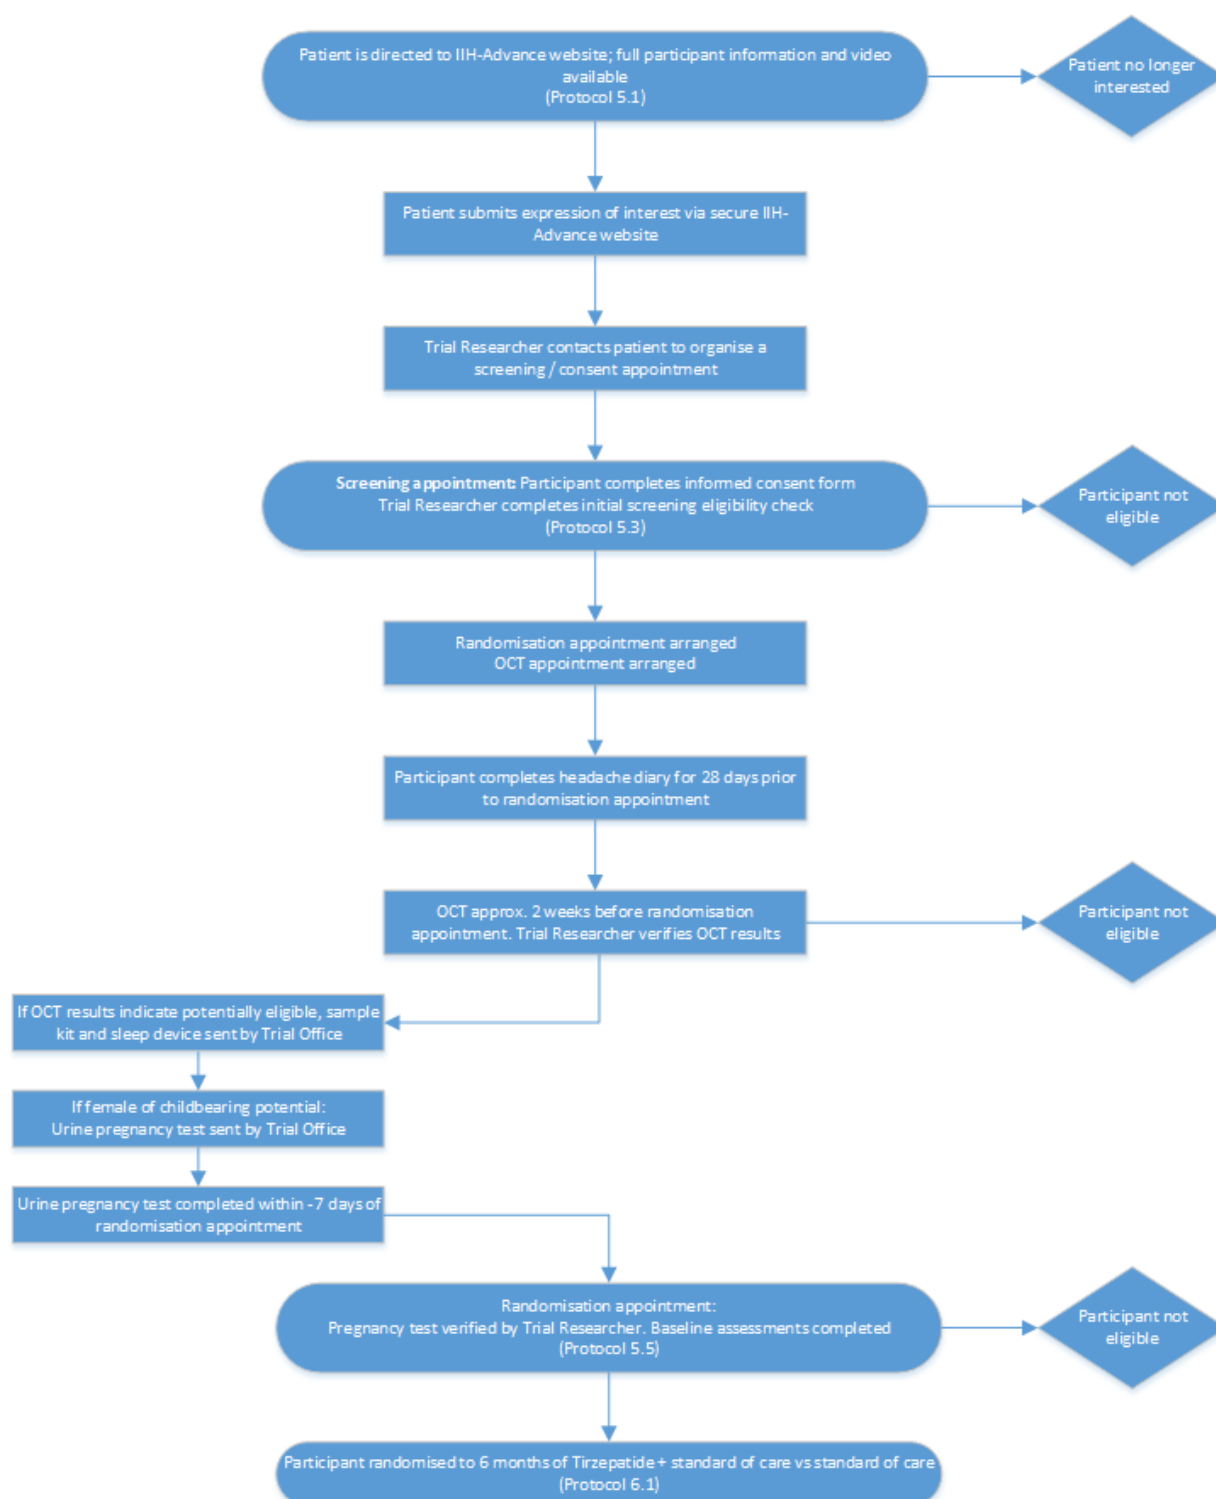 Patient is directed to IIH-Advance website; full participant information and video
available
(Protocol 5.1)
Patient no longer
interested
Patient submits expression of interest via secure IIH-
Advance website
Trial Researcher contacts patient to organise a
screening / consent appointment
Screening appointment: Participant completes informed consent form
Trial Researcher completes initial screening eligibility check
(Protocol 5.3)
Participant not
eligible
Randomisation appointment arranged
OCT appointment arranged
Participant completes headache diary for 28 days prior
to randomisation appointment
OCT approx. 2 weeks before randomisation
appointment. Trial Researcher verifies OCT results
Participant not
eligible
If OCT results indicate potentially eligible, sample
kit and sleep device sent by Trial Office
If female of childbearing potential:
Urine pregnancy test sent by Trial Office
Urine pregnancy test completed within -7 days of
randomisation appointment
Randomisation appointment:
Pregnancy test verified by Trial Researcher. Baseline assessments completed
(Protocol 5.5)
Participant not
eligible
Participant randomised to 6 months of Tirzepatide + standard of care vs standard of care
(Protocol 6.1)